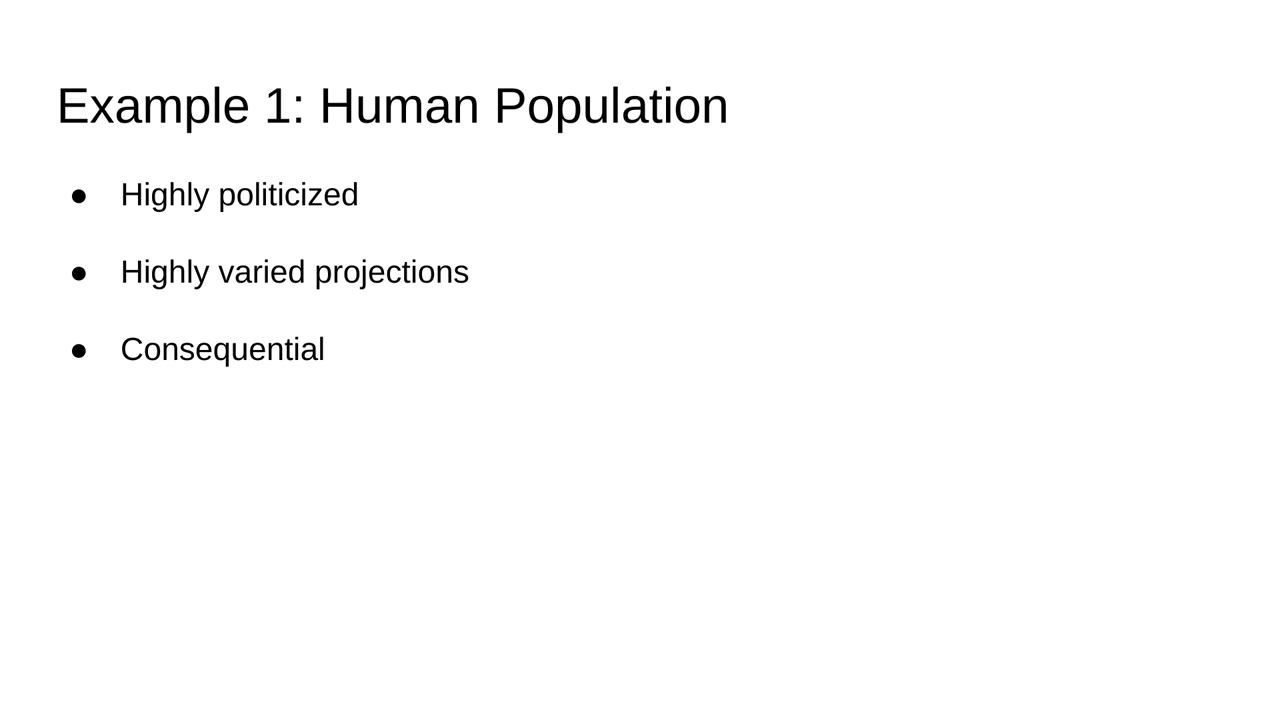 Example 1: Human Population
● Highly politicized
● Highly varied projections
● Consequential